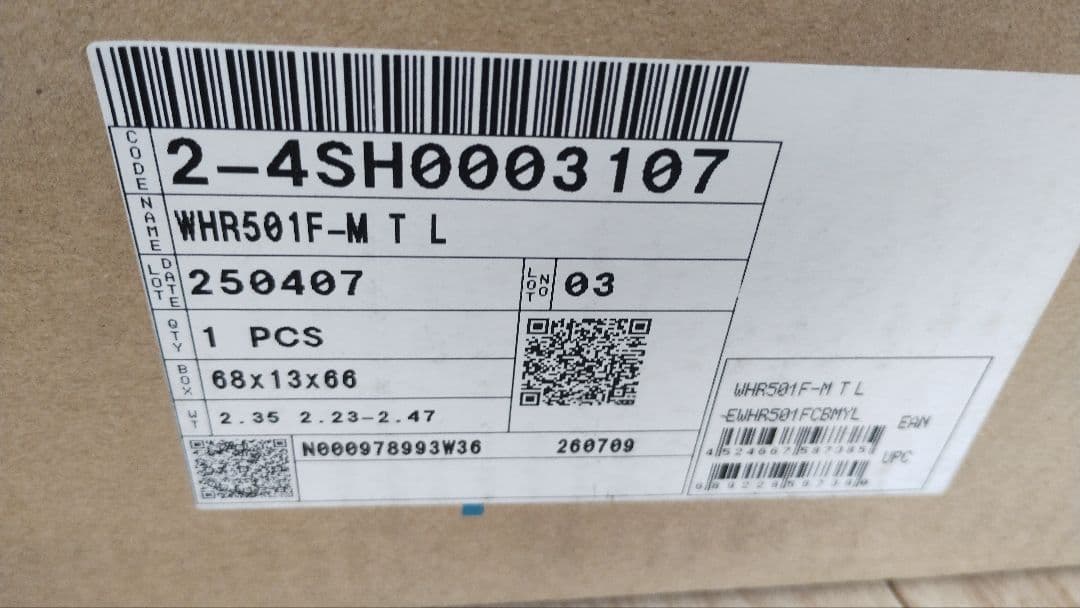 CODE 2-4SH0003107
NAME WHR501F-M T L
LOT DATE 250407 LOT NO 03
QTY 1 PCS
BOX 68x13x66
WT 2.35 2.23-2.47
N000978993W36 260709
WHR501F-M T L
-EWHR501FCBMYL
EAN
UPC